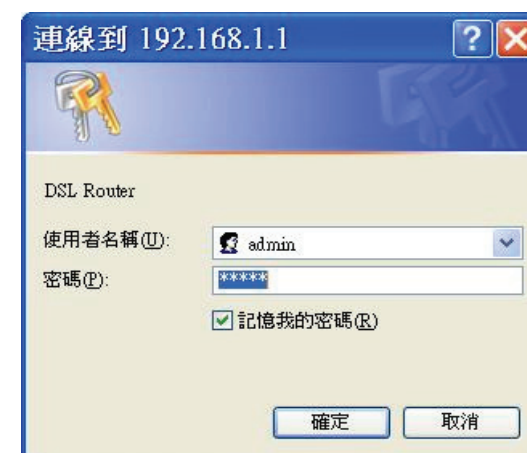 連線到 192.168.1.1
DSL Router
使用者名稱(U):
admin
密碼(P):
*****
記憶我的密碼(R)
確定
取消